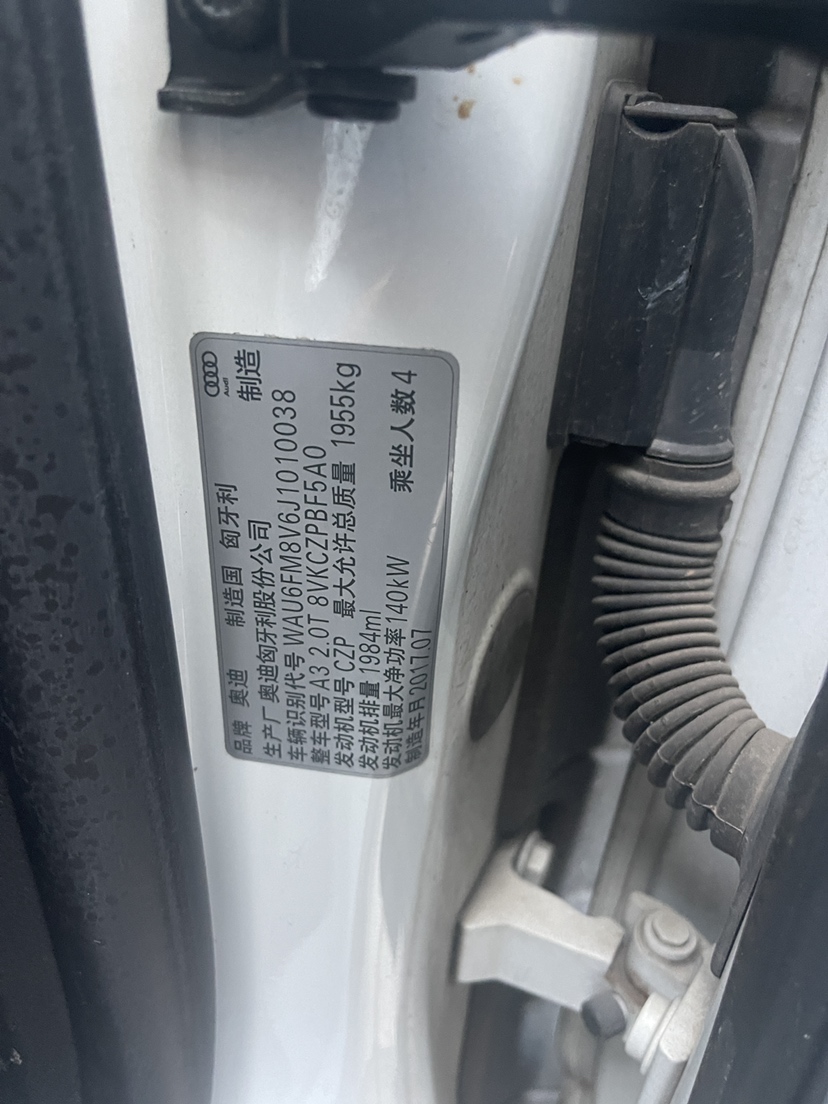 Audi
品牌 奥迪 制造国 匈牙利
生产厂 奥迪匈牙利股份公司 制造
车辆识别代号 WAU6FM8V6J1010038
整车型号 A3 2.0T 8VKCZPBF5A0
发动机型号 CZP 最大允许总质量 1955kg
发动机排量 1984ml
发动机最大净功率 140kW 乘坐人数 4
制造年月 2017.07